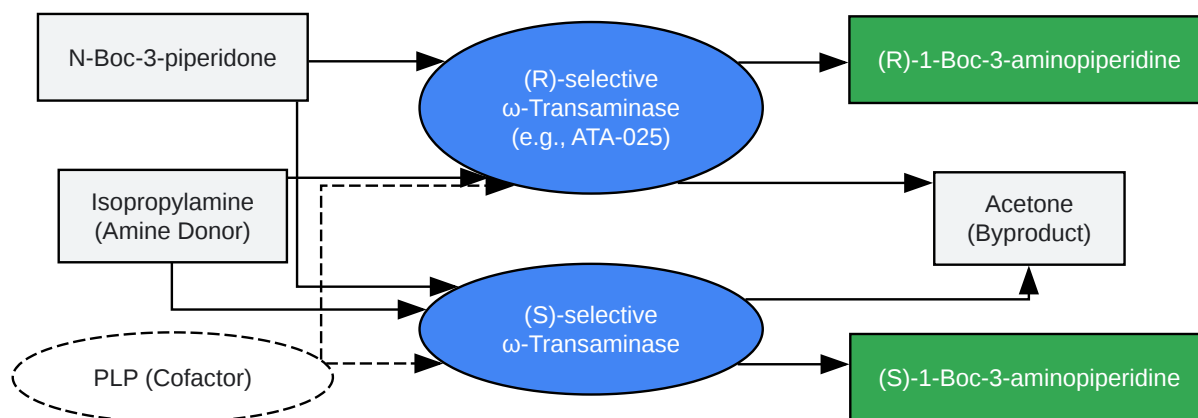 N-Boc-3-piperidone
(R)-selective
ω-Transaminase
(e.g., ATA-025)
(R)-1-Boc-3-aminopiperidine
Isopropylamine
(Amine Donor)
Acetone
(Byproduct)
(S)-selective
ω-Transaminase
PLP (Cofactor)
(S)-1-Boc-3-aminopiperidine